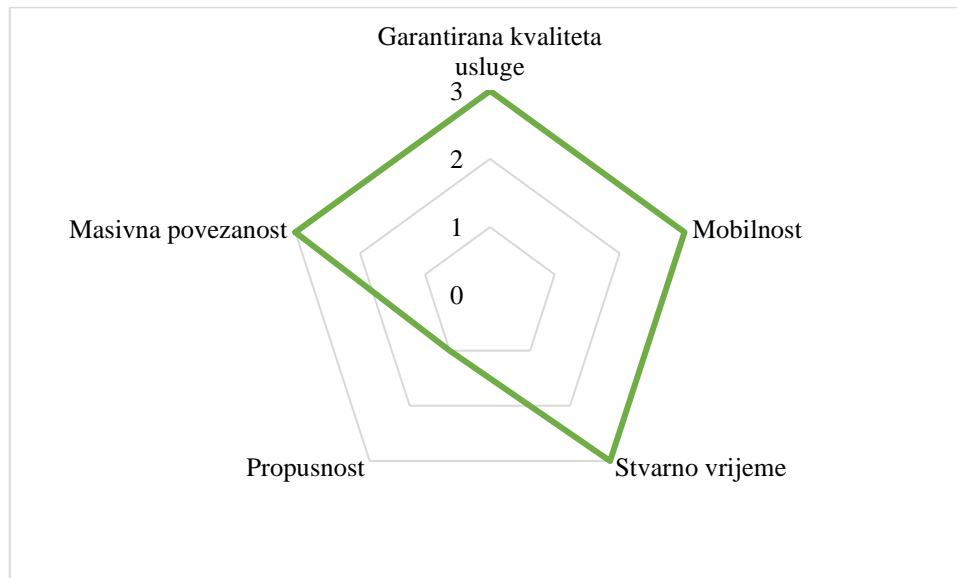 Garantirana kvaliteta
usluge
3
2
1
0
Masivna povezanost
Mobilnost
Propusnost
Stvarno vrijeme